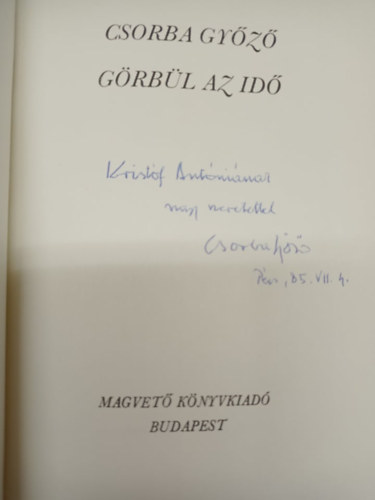 CSORBA GYŐZŐ
GÖRBÜL AZ IDŐ
Kristóf Antóniának
nagy szeretettel
Csorba Győző
Pécs, 85. VII. 4.
MAGVETŐ KÖNYVKIADÓ
BUDAPEST